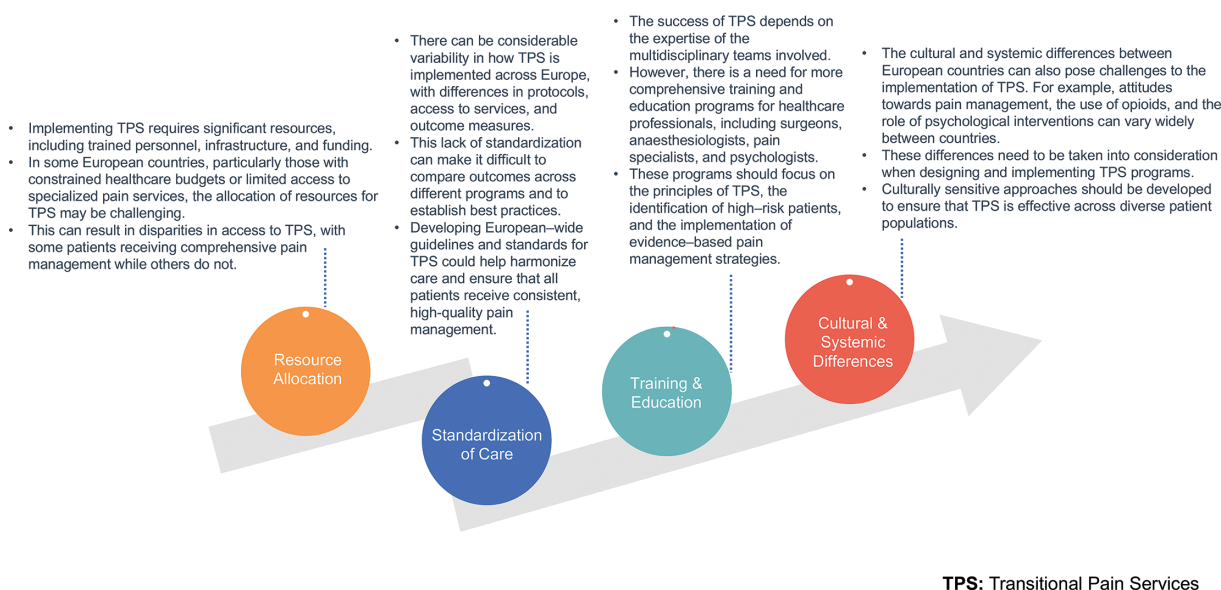 • Implementing TPS requires significant resources,
including trained personnel, infrastructure, and funding.
• In some European countries, particularly those with
constrained healthcare budgets or limited access to
specialized pain services, the allocation of resources for
TPS may be challenging.
• This can result in disparities in access to TPS, with
some patients receiving comprehensive pain
management while others do not.
Resource
Allocation
• There can be considerable
variability in how TPS is
implemented across Europe,
with differences in protocols,
access to services, and
outcome measures.
• This lack of standardization
can make it difficult to
compare outcomes across
different programs and to
establish best practices.
• Developing European–wide
guidelines and standards for
TPS could help harmonize
care and ensure that all
patients receive consistent,
high-quality pain
management.
Standardization
of Care
• The success of TPS depends on
the expertise of the
multidisciplinary teams involved.
• However, there is a need for more
comprehensive training and
education programs for healthcare
professionals, including surgeons,
anaesthesiologists, pain
specialists, and psychologists.
• These programs should focus on
the principles of TPS, the
identification of high–risk patients,
and the implementation of
evidence–based pain
management strategies.
Training &
Education
• The cultural and systemic differences between
European countries can also pose challenges to the
implementation of TPS. For example, attitudes
towards pain management, the use of opioids, and the
role of psychological interventions can vary widely
between countries.
• These differences need to be taken into consideration
when designing and implementing TPS programs.
• Culturally sensitive approaches should be developed
to ensure that TPS is effective across diverse patient
populations.
Cultural &
Systemic
Differences
TPS: Transitional Pain Services